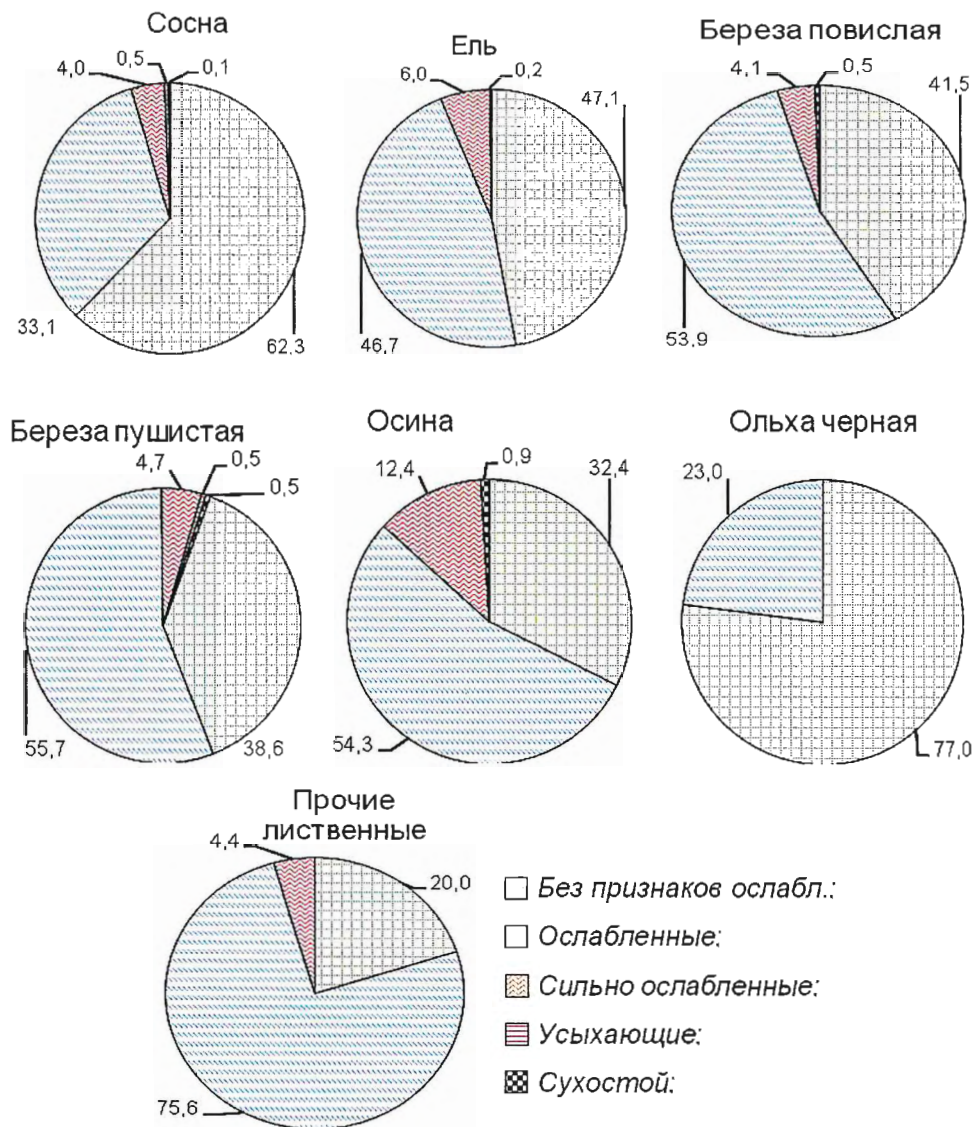 Сосна
0,5
4,0
0,1
33,1
62,3
Ель
6,0
0,2
47,1
46,7
Береза повислая
4,1
0,5
41,5
53,9
Береза пушистая
4,7
0,5
0,5
55,7
38,6
Осина
12,4
0,9
32,4
54,3
Ольха черная
23,0
77,0
Прочие
лиственные
4,4
20,0
75,6
Без признаков ослабл.;
Ослабленные;
Сильно ослабленные;
Усыхающие;
Сухостой;